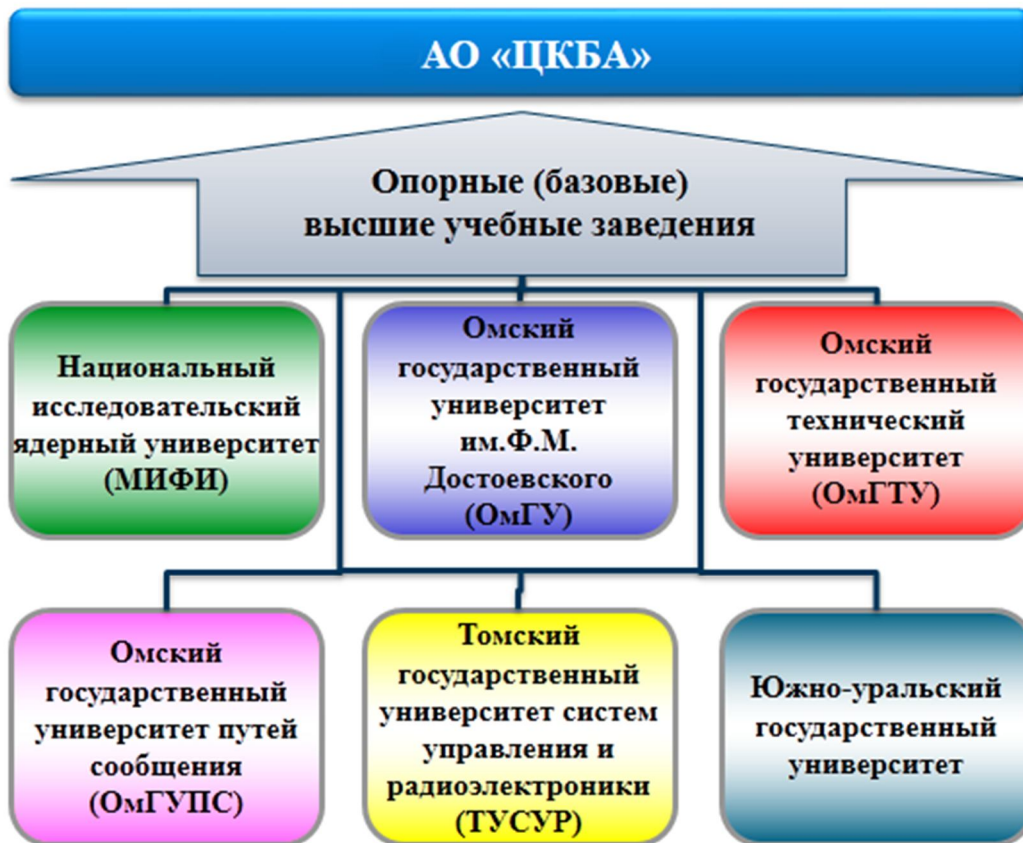 АО «ЦКБА»
Опорные (базовые)
высшие учебные заведения
Национальный
исследовательский
ядерный университет
(МИФИ)
Омский
государственный
университет
им.Ф.М.
Достоевского
(ОмГУ)
Омский
государственный
технический
университет
(ОмГТУ)
Омский
государственный
университет путей
сообщения
(ОмГУПС)
Томский
государственный
университет систем
управления и
радиоэлектроники
(ТУСУР)
Южно-уральский
государственный
университет